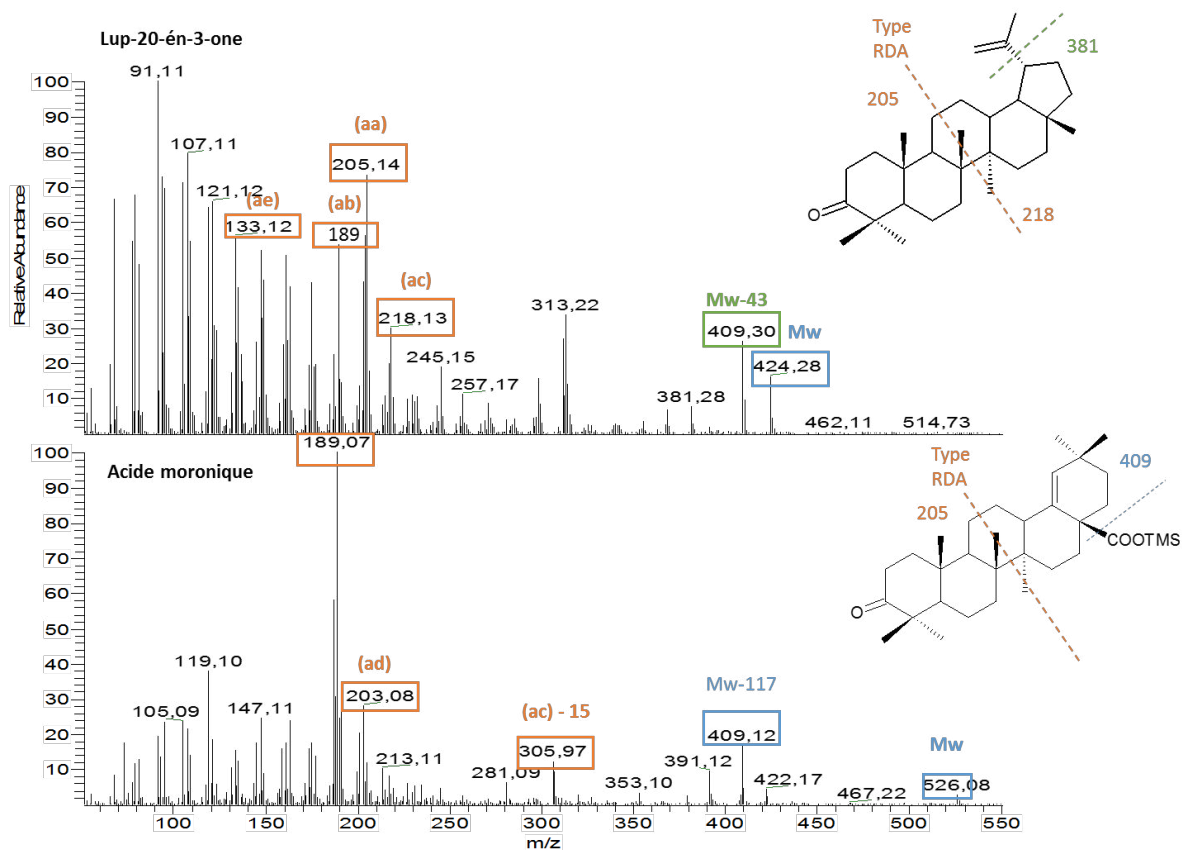 Lup-20-én-3-one
Type
RDA
381
205
218
O
Relative Abundance
100
90
80
70
60
50
40
30
20
10
91,11
107,11
121,12
(ae)
133,12
(ab)
189
(aa)
205,14
(ac)
218,13
245,15
257,17
313,22
381,28
Mw-43
409,30
Mw
424,28
462,11
514,73
Acide moronique
Type
RDA
409
205
COOTMS
O
100
90
80
70
60
50
40
30
20
10
189,07
119,10
105,09
147,11
(ad)
203,08
213,11
281,09
(ac) - 15
305,97
353,10
391,12
Mw-117
409,12
422,17
467,22
Mw
526,08
100 150 200 250 300 350 400 450 500 550
m/z